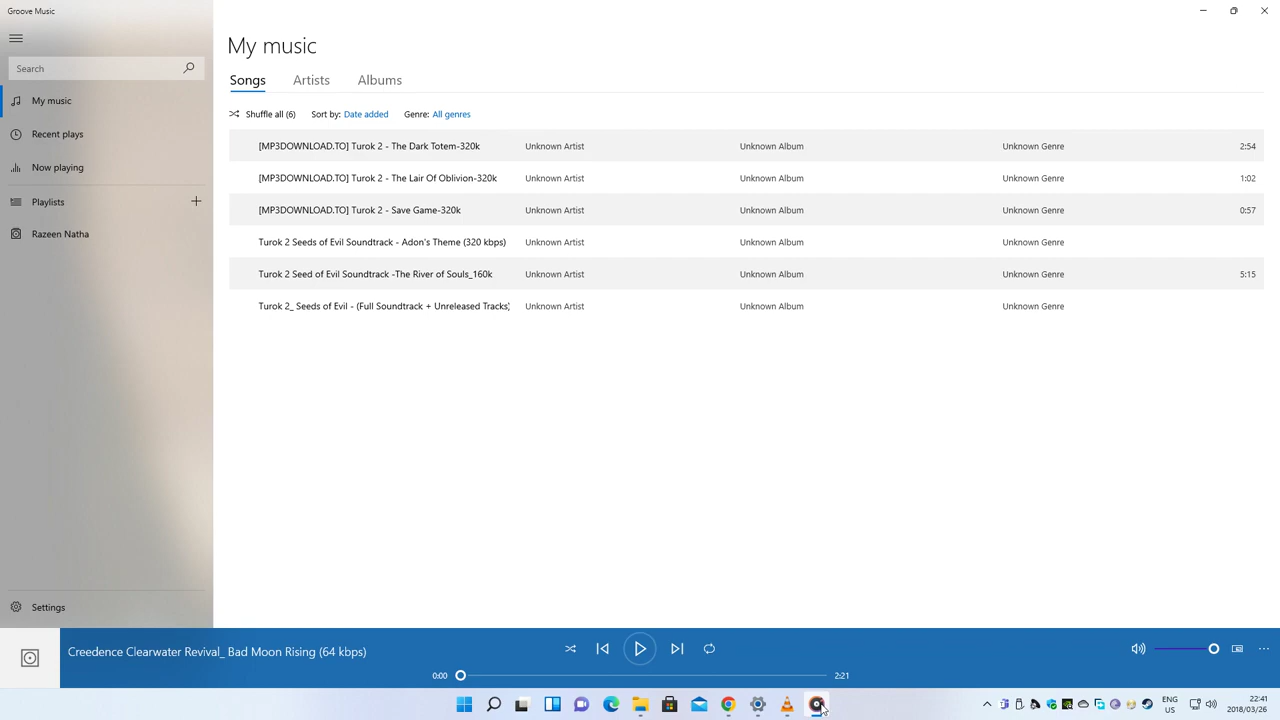 Groove Music
My music
Search
Songs Artists Albums
My music
Shuffle all (6) Sort by: Date added Genre: All genres
Recent plays
[MP3DOWNLOAD.TO] Turok 2 - The Dark Totem-320k Unknown Artist Unknown Album Unknown Genre 2:54
Now playing
[MP3DOWNLOAD.TO] Turok 2 - The Lair Of Oblivion-320k Unknown Artist Unknown Album Unknown Genre 1:02
Playlists
[MP3DOWNLOAD.TO] Turok 2 - Save Game-320k Unknown Artist Unknown Album Unknown Genre 0:57
Razeen Natha
Turok 2 Seeds of Evil Soundtrack - Adon's Theme (320 kbps) Unknown Artist Unknown Album Unknown Genre
Turok 2 Seed of Evil Soundtrack -The River of Souls_160k Unknown Artist Unknown Album Unknown Genre 5:15
Turok 2_ Seeds of Evil - (Full Soundtrack + Unreleased Tracks) Unknown Artist Unknown Album Unknown Genre
Settings
Creedence Clearwater Revival_ Bad Moon Rising (64 kbps)
0:00 2:21
ENG 22:41
US 2018/03/26